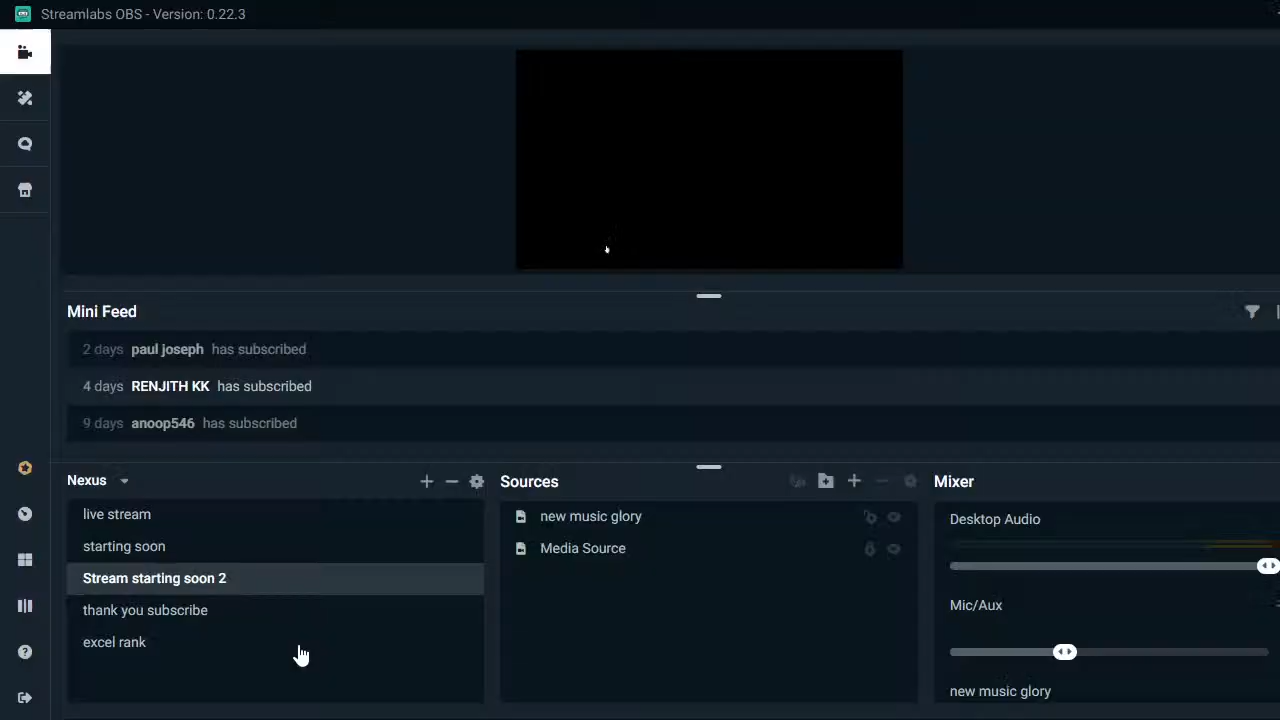 Streamlabs OBS - Version: 0.22.3
Mini Feed
2 days paul joseph has subscribed
4 days RENJITH KK has subscribed
9 days anoop546 has subscribed
Nexus
live stream
starting soon
Stream starting soon 2
thank you subscribe
excel rank
Sources
new music glory
Media Source
Mixer
Desktop Audio
Mic/Aux
new music glory